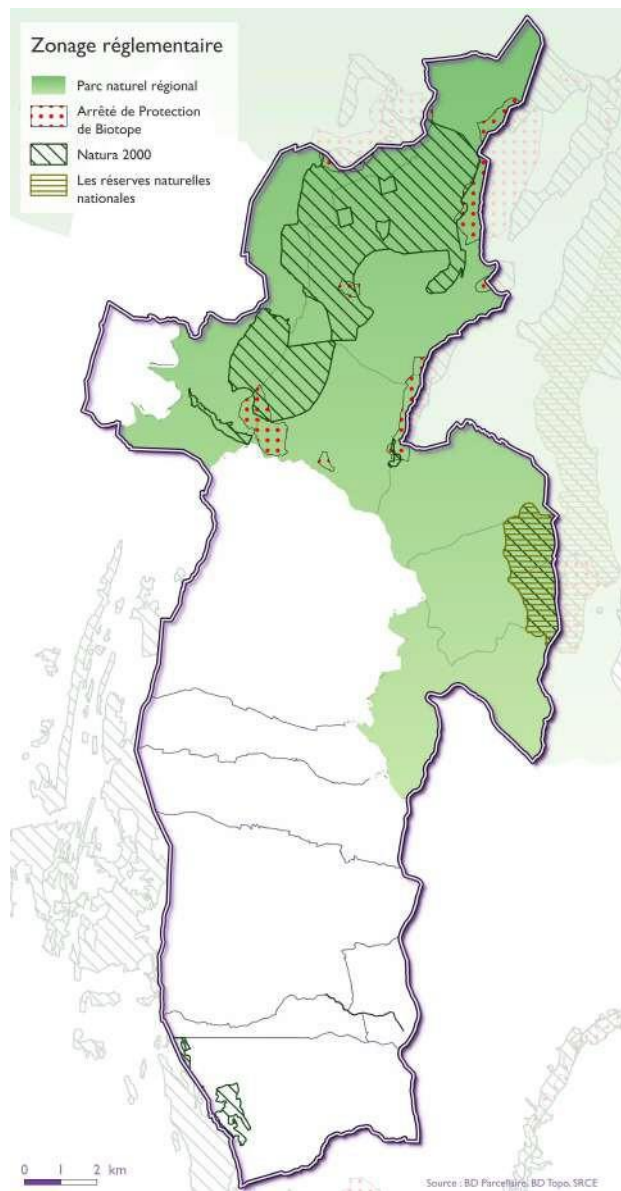 Zonage réglementaire
Parc naturel régional
Arrêté de Protection
de Biotope
Natura 2000
Les réserves naturelles
nationales
0 1 2 km
Source : BD Parcellaire, BD Topo, SRCE